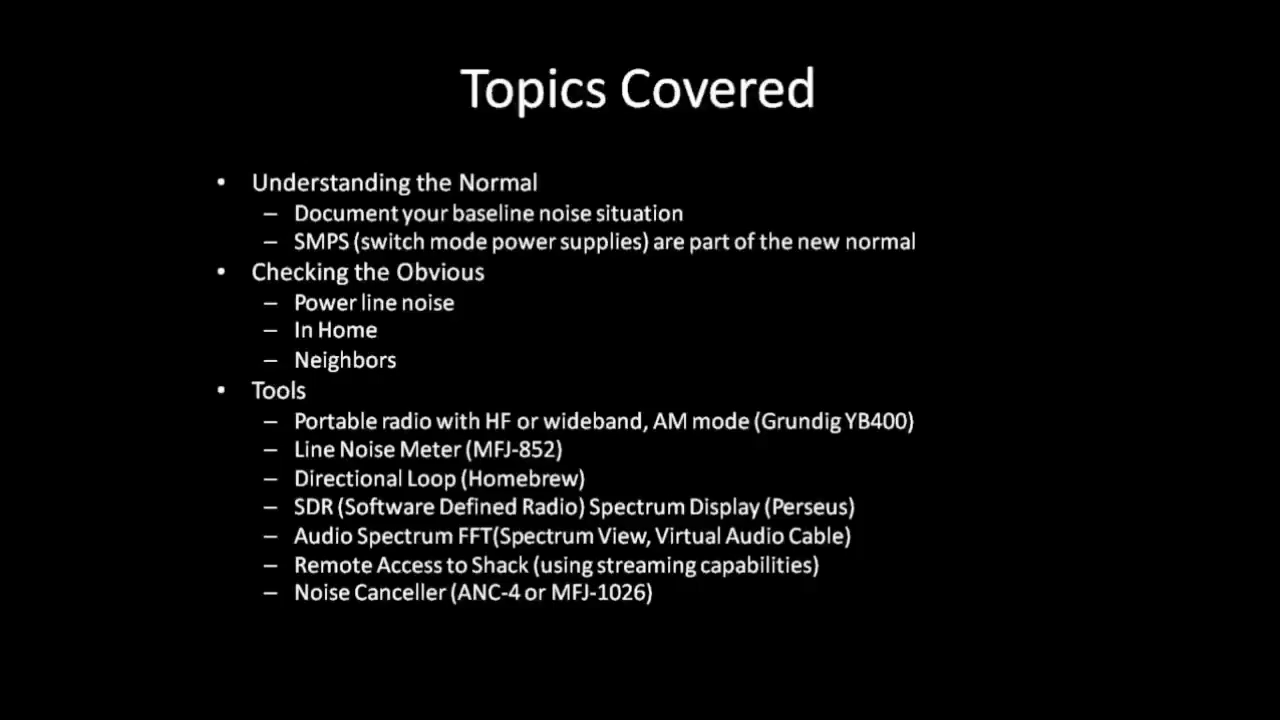 Topics Covered
• Understanding the Normal
– Document your baseline noise situation
– SMPS (switch mode power supplies) are part of the new normal
• Checking the Obvious
– Power line noise
– In Home
– Neighbors
• Tools
– Portable radio with HF or wideband, AM mode (Grundig YB400)
– Line Noise Meter (MFJ-852)
– Directional Loop (Homebrew)
– SDR (Software Defined Radio) Spectrum Display (Perseus)
– Audio Spectrum FFT(Spectrum View, Virtual Audio Cable)
– Remote Access to Shack (using streaming capabilities)
– Noise Canceller (ANC-4 or MFJ-1026)